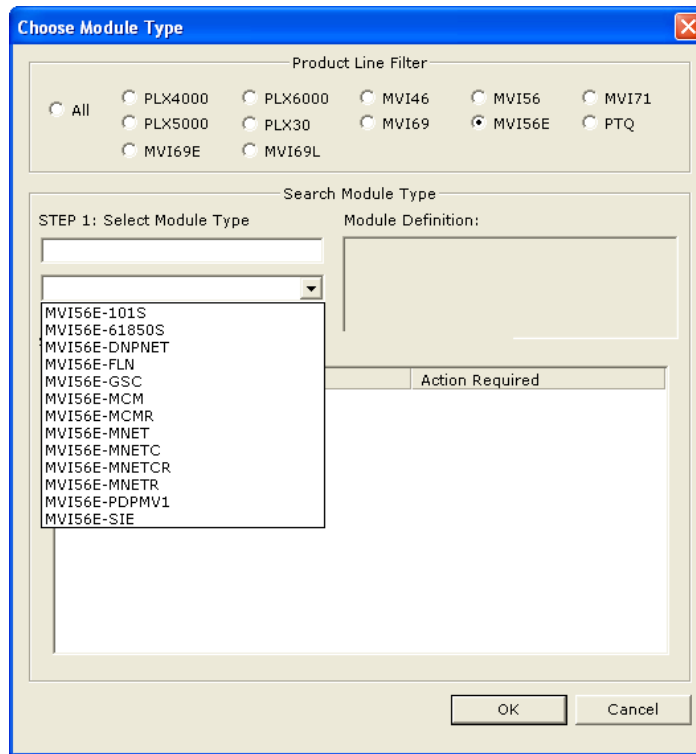 Choose Module Type
Product Line Filter
All
PLX4000
PLX6000
MVI46
MVI56
MVI71
PLX5000
PLX30
MVI69
MVI56E
PTQ
MVI69E
MVI69L
Search Module Type
STEP 1: Select Module Type
Module Definition:
MVI56E-101S
MVI56E-61850S
MVI56E-DNPNET
MVI56E-FLN
MVI56E-GSC
MVI56E-MCM
MVI56E-MCMR
MVI56E-MNET
MVI56E-MNETC
MVI56E-MNETCR
MVI56E-MNETR
MVI56E-PDPMV1
MVI56E-SIE
Action Required
OK
Cancel